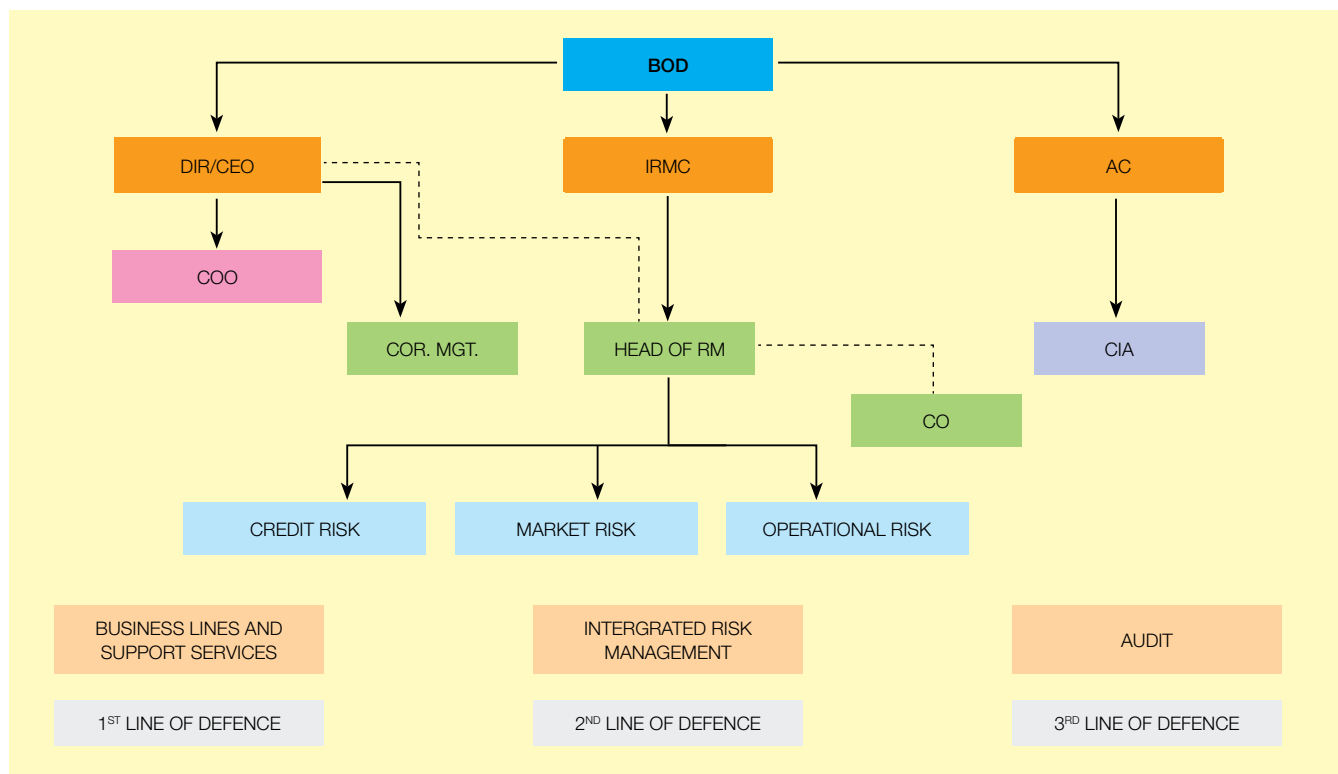 BOD
DIR/CEO
IRMC
AC
COO
COR. MGT.
HEAD OF RM
CIA
CO
CREDIT RISK
MARKET RISK
OPERATIONAL RISK
BUSINESS LINES AND
SUPPORT SERVICES
INTERGRATED RISK
MANAGEMENT
AUDIT
1ST LINE OF DEFENCE
2ND LINE OF DEFENCE
3RD LINE OF DEFENCE